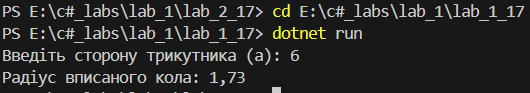 PS E:\c#_labs\lab_1\lab_2_17> cd E:\c#_labs\lab_1\lab_1_17
PS E:\c#_labs\lab_1\lab_1_17> dotnet run
Введіть сторону трикутника (a): 6
Радіус вписаного кола: 1,73